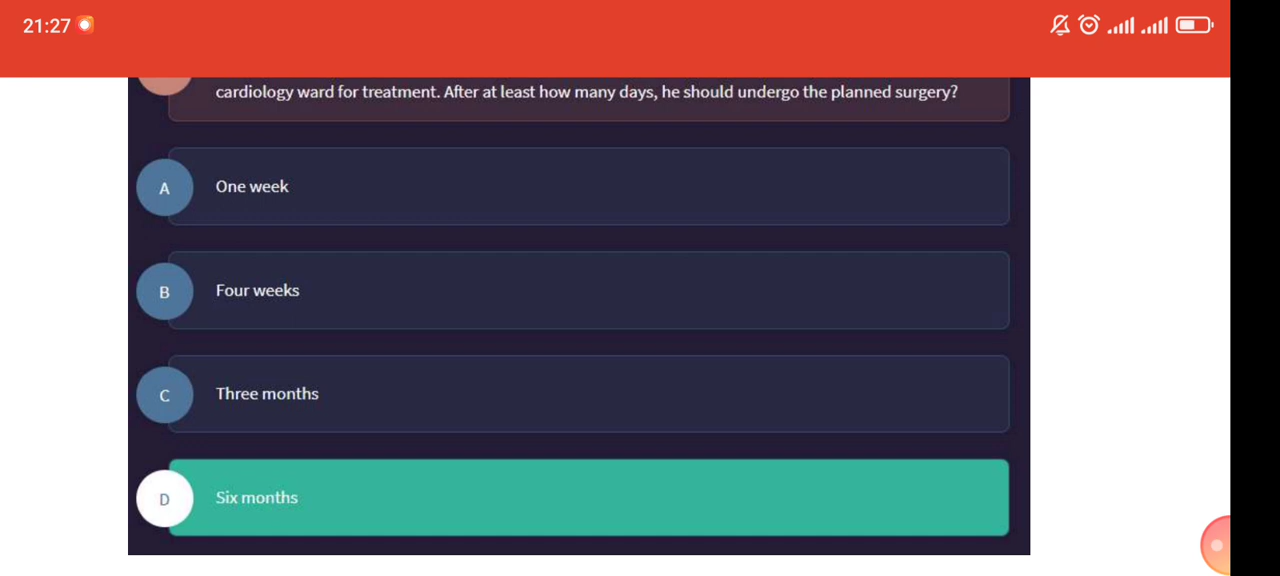 21:27
cardiology ward for treatment. After at least how many days, he should undergo the planned surgery?
A
One week
B
Four weeks
C
Three months
D
Six months